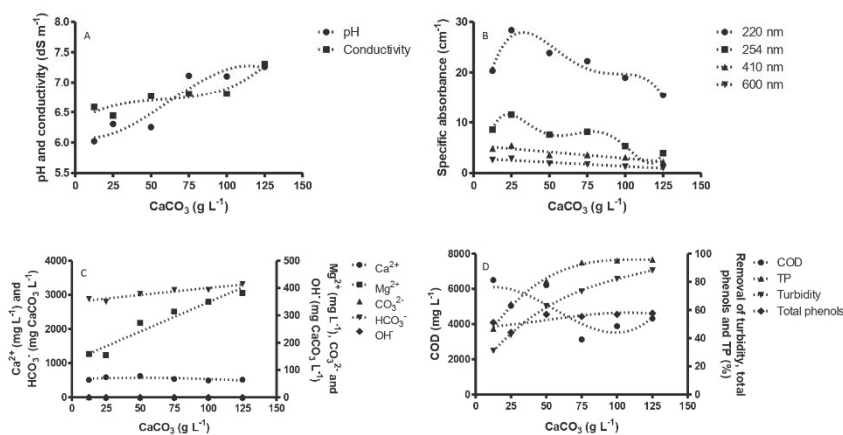 A
pH and conductivity (dS m⁻¹)
8.0
7.5
7.0
6.5
6.0
5.5
0 25 50 75 100 125 150
CaCO₃ (g L⁻¹)
pH
Conductivity
B
Specific absorbance (cm⁻¹)
30
20
10
0
0 25 50 75 100 125 150
CaCO₃ (g L⁻¹)
220 nm
254 nm
410 nm
600 nm
C
Ca²⁺ (mg L⁻¹) and
HCO₃⁻ (mg CaCO₃ L⁻¹)
4000
3000
2000
1000
0
0 25 50 75 100 125 150
CaCO₃ (g L⁻¹)
500
400
300
200
100
0
Mg²⁺ (mg L⁻¹), CO₃²⁻ and
OH⁻ (mg CaCO₃ L⁻¹)
Ca²⁺
Mg²⁺
CO₃²⁻
HCO₃⁻
OH⁻
D
COD (mg L⁻¹)
8000
6000
4000
2000
0
0 25 50 75 100 125 150
CaCO₃ (g L⁻¹)
100
80
60
40
20
0
Removal of turbidity, total
phenols and TP (%)
COD
TP
Turbidity
Total phenols